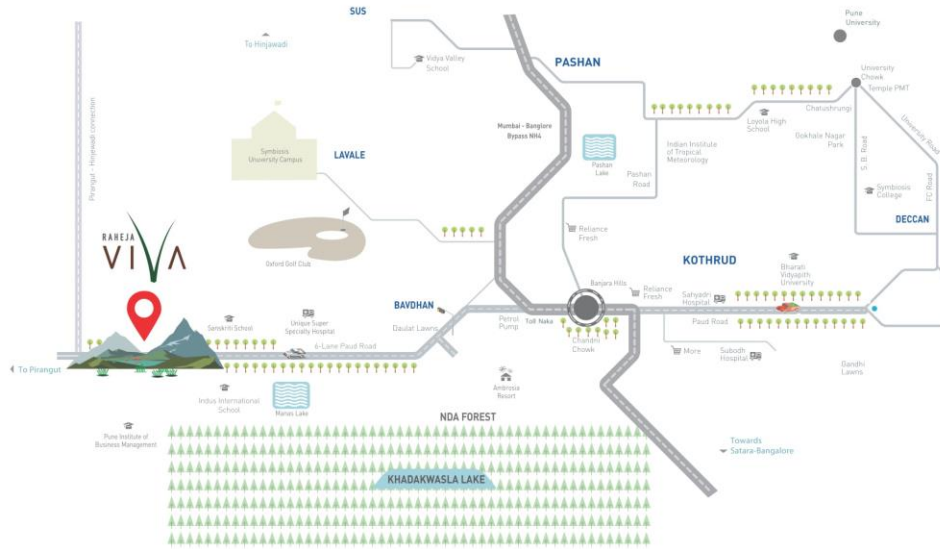 SUS
To Hinjawadi
Vidya Valley
School
PASHAN
Pune
University
University
Chowk
Temple PMT
Chaturshrungi
Loyola High
School
Gokhale Nagar
Park
University Road
S. B. Road
FC Road
Symbiosis
College
DECCAN
Mumbai - Banglore
Bypass NH4
Pashan
Lake
Indian Institute
of Tropical
Meteorology
Pashan
Road
Pirangut - Hinjewadi connection
Symbiosis
University Campus
LAVALE
Oxford Golf Club
RAHEJA
VIVA
Reliance
Fresh
KOTHRUD
Bharati
Vidyapith
University
Banjara Hills
Reliance
Fresh
Sahyadri
Hospital
Paud Road
BAVDHAN
Daulat Lawns
Petrol
Pump
Toll Naka
Chandni
Chowk
Sanskriti School
Unique Super
Specialty Hospital
6-Lane Paud Road
More
Subodh
Hospital
Gandhi
Lawns
To Pirangut
Indus International
School
Manas Lake
Ambrosia
Resort
NDA FOREST
Pune Institute of
Business Management
Towards
Satara-Bangalore
KHADAKWASLA LAKE